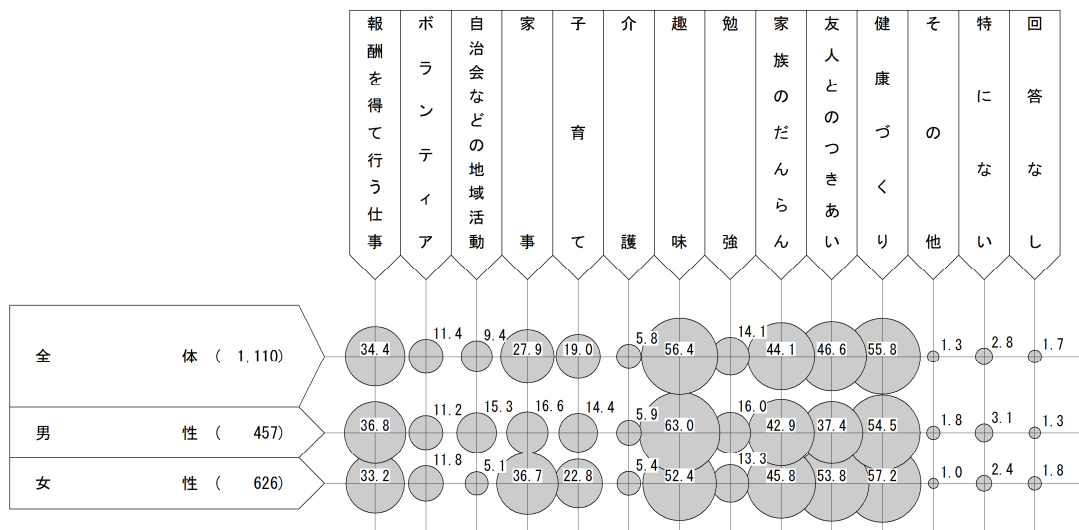 報酬を得て行う仕事
ボランティア
自治会などの地域活動
家事
子育て
介護
趣味
勉強
家族のだんらん
友人とのつきあい
健康づくり
その他
特にない
回答なし
全体 ( 1,110)
34.4 11.4 9.4 27.9 19.0 5.8 56.4 14.1 44.1 46.6 55.8 1.3 2.8 1.7
男性 ( 457)
36.8 11.2 15.3 16.6 14.4 5.9 63.0 16.0 42.9 37.4 54.5 1.8 3.1 1.3
女性 ( 626)
33.2 11.8 5.1 36.7 22.8 5.4 52.4 13.3 45.8 53.8 57.2 1.0 2.4 1.8